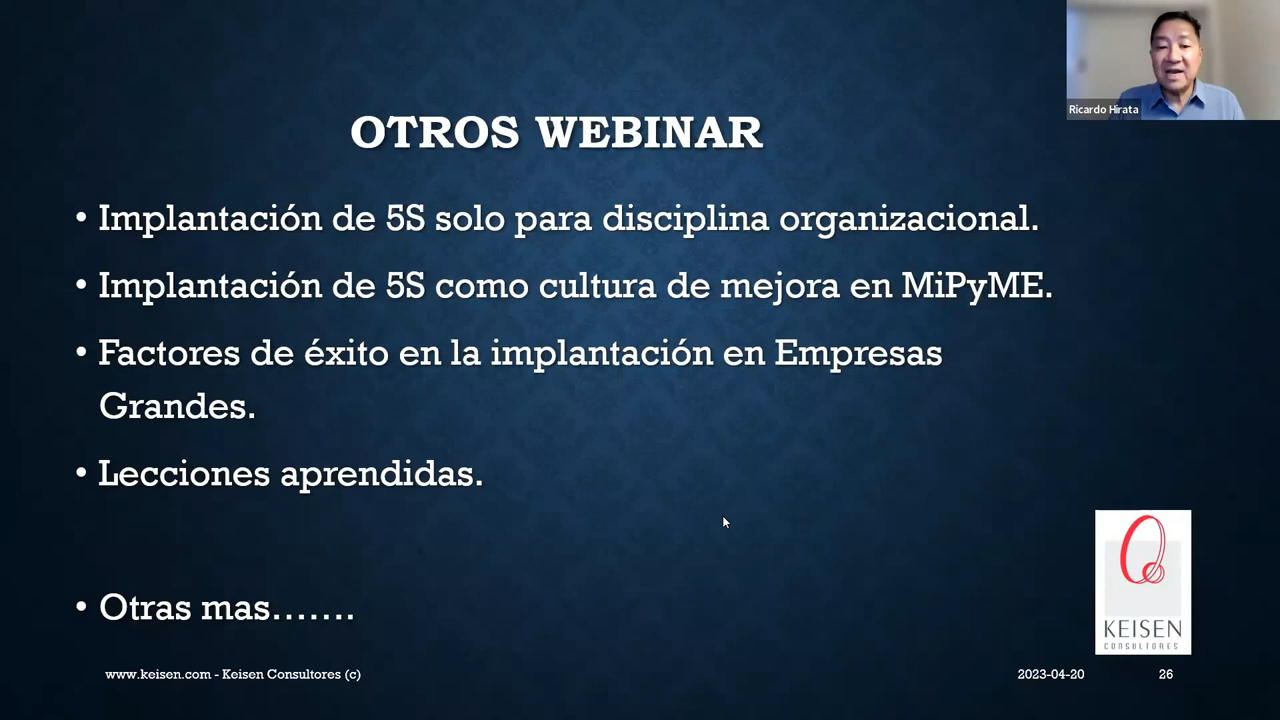 Ricardo Hirata
OTROS WEBINAR
• Implantación de 5S solo para disciplina organizacional.
• Implantación de 5S como cultura de mejora en MiPyME.
• Factores de éxito en la implantación en Empresas
Grandes.
• Lecciones aprendidas.
• Otras mas.......
KEISEN
CONSULTORES
www.keisen.com - Keisen Consultores (c)
2023-04-20
26